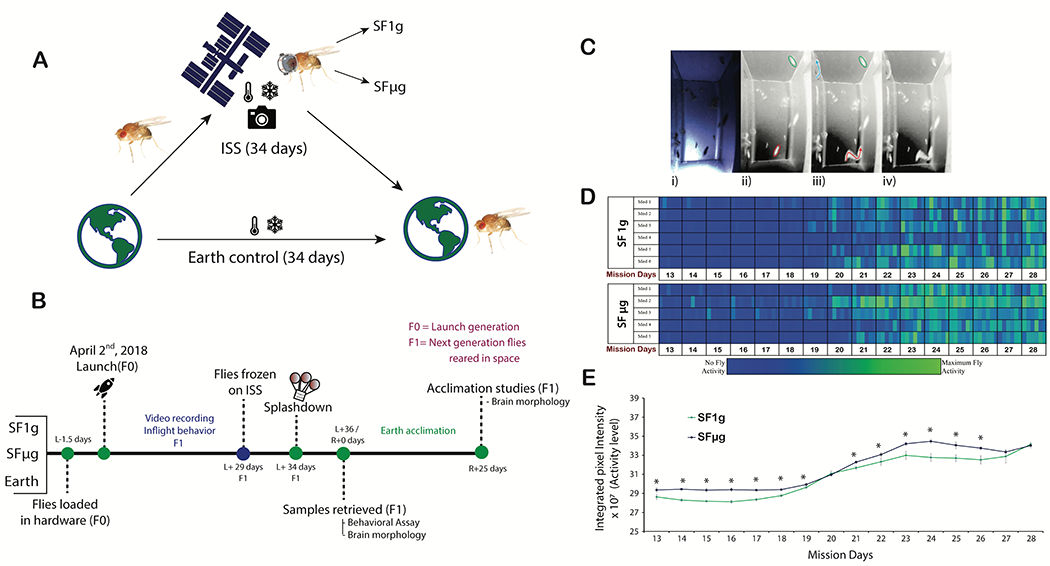 A
SF1g
SFµg
ISS (34 days)
Earth control (34 days)
B
F0 = Launch generation
F1= Next generation flies
reared in space
April 2nd, 2018
Launch(F0)
Flies frozen
on ISS
Splashdown
Acclimation studies (F1)
- Brain morphology
Video recording
Inflight behavior
F1
L+36 /
R+0 days
Earth acclimation
SF1g
SFµg
Earth
L-1.5 days
L+ 29 days
F1
L+ 34 days
F1
R+25 days
Flies loaded
in hardware (F0)
Samples retrieved (F1)
- Behavioral Assay
- Brain morphology
C
i)
ii)
iii)
iv)
D
SF 1g
Med 1
Med 2
Med 3
Med 4
Med 5
Med 6
Mission Days 13 14 15 16 17 18 19 20 21 22 23 24 25 26 27 28
SF µg
Med 1
Med 2
Med 3
Med 4
Med 5
Mission Days 13 14 15 16 17 18 19 20 21 22 23 24 25 26 27 28
No Fly
Activity
Maximum Fly
Activity
E
Integrated pixel Intensity
x 10⁷ (Activity level)
39
37
35
33
31
29
27
25
SF1g
SFµg
* * * * * * * * * * * * *
13 14 15 16 17 18 19 20 21 22 23 24 25 26 27 28
Mission Days